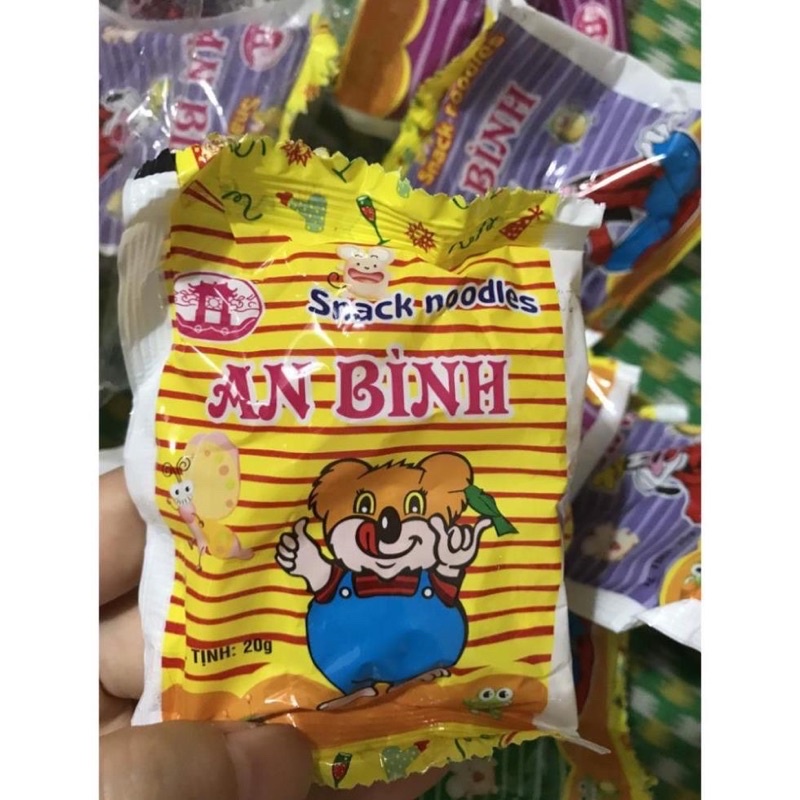 Snack noodles
AN BÌNH
TỊNH: 20g
Snack noodles
BÌNH